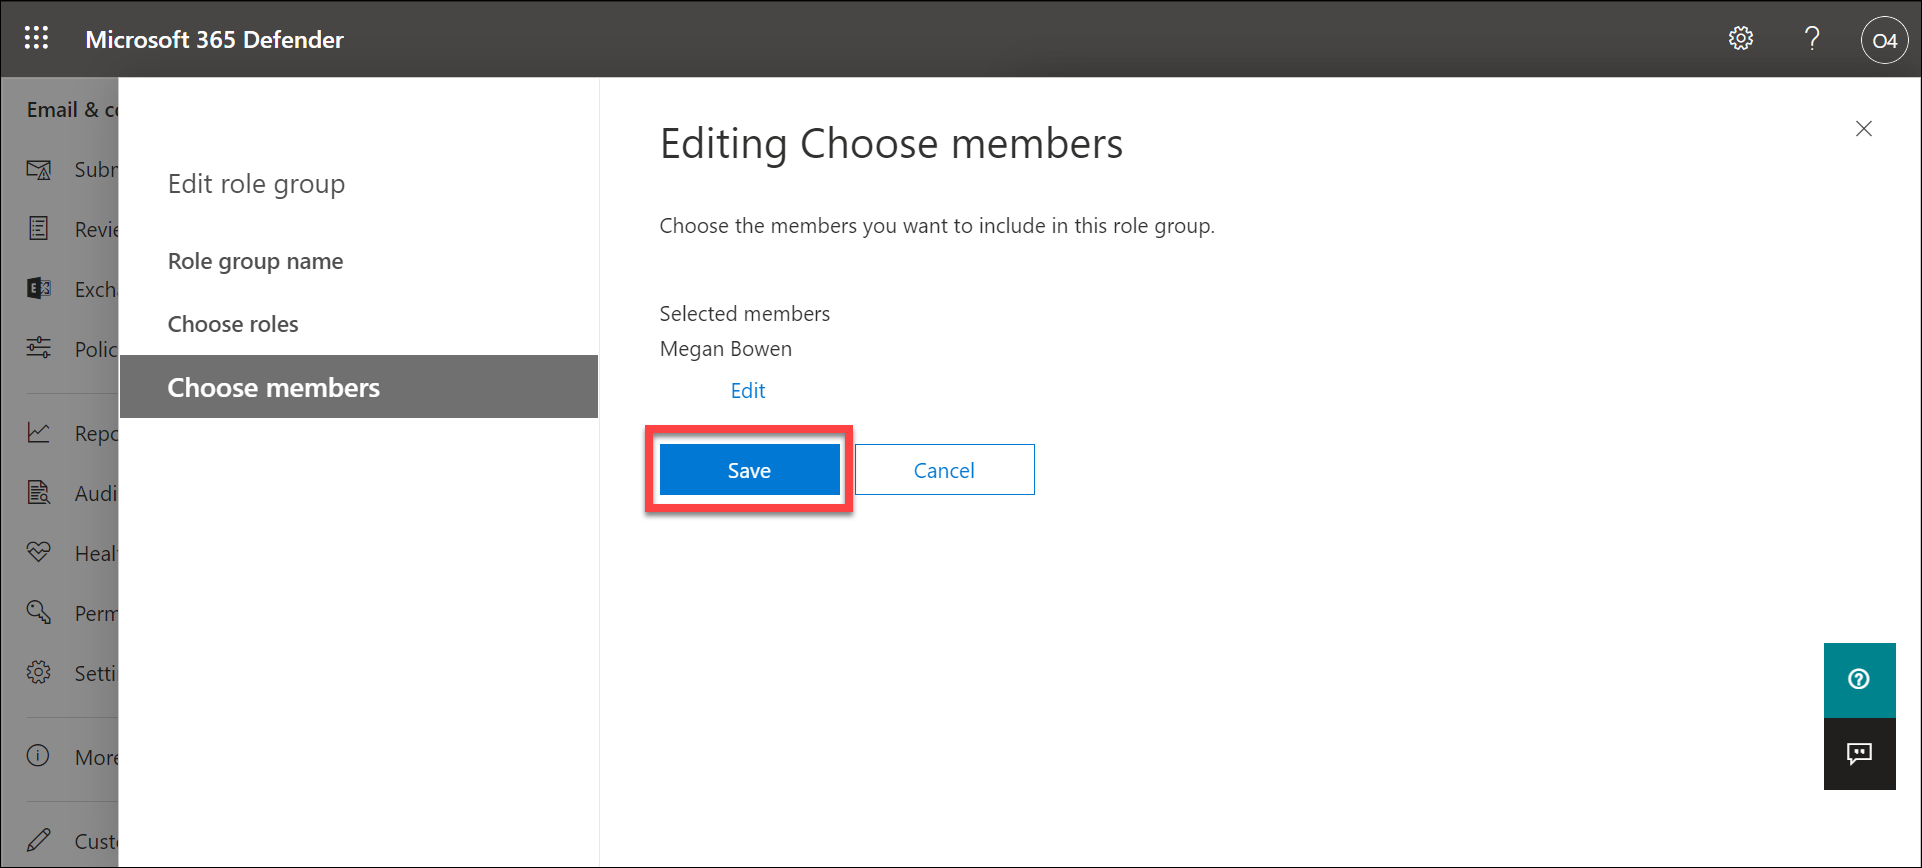 Microsoft 365 Defender
O4
Email & c
Subr
Revie
Exch
Polic
Repo
Audi
Heal
Perm
Setti
More
Cust
Edit role group
Role group name
Choose roles
Choose members
Editing Choose members
Choose the members you want to include in this role group.
Selected members
Megan Bowen
Edit
Save
Cancel